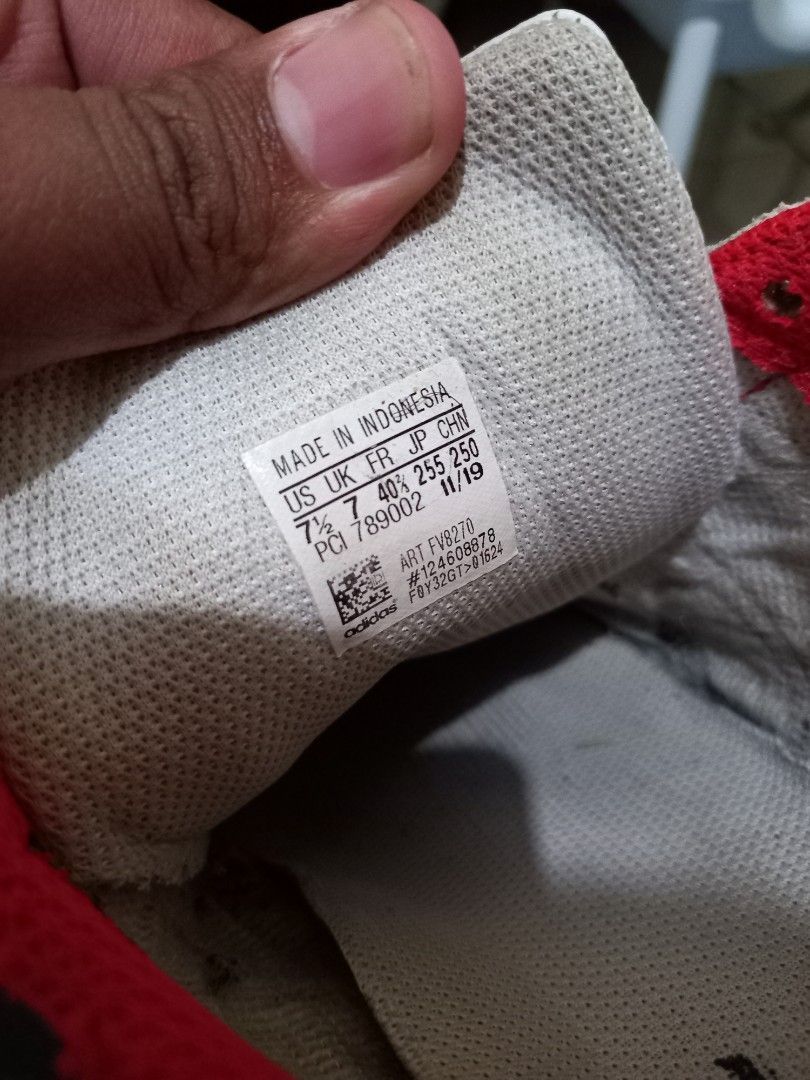 MADE IN INDONESIA
US UK FR JP CHN
7½ 7 40⅔ 255 250
PCI 789002 11/19
ART FV8270
#124608878
F0Y32GT>01624
adidas